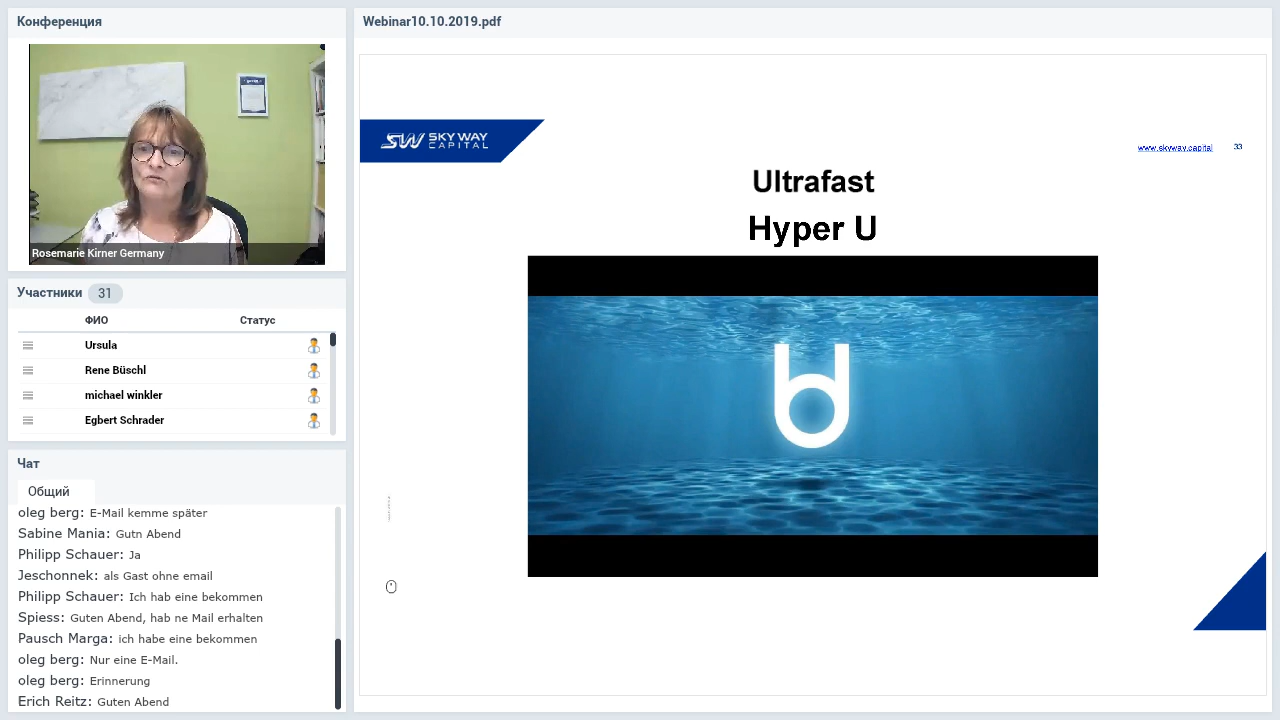 Конференция
Rosemarie Kirner Germany
Участники 31
ФИО Статус
Ursula
Rene Büschl
michael winkler
Egbert Schrader
Чат
Общий
oleg berg: E-Mail kemme später
Sabine Mania: Gutn Abend
Philipp Schauer: Ja
Jeschonnek: als Gast ohne email
Philipp Schauer: Ich hab eine bekommen
Spiess: Guten Abend, hab ne Mail erhalten
Pausch Marga: ich habe eine bekommen
oleg berg: Nur eine E-Mail.
oleg berg: Erinnerung
Erich Reitz: Guten Abend
Webinar10.10.2019.pdf
SW SKY WAY
CAPITAL
www.skyway.capital 33
Ultrafast
Hyper U